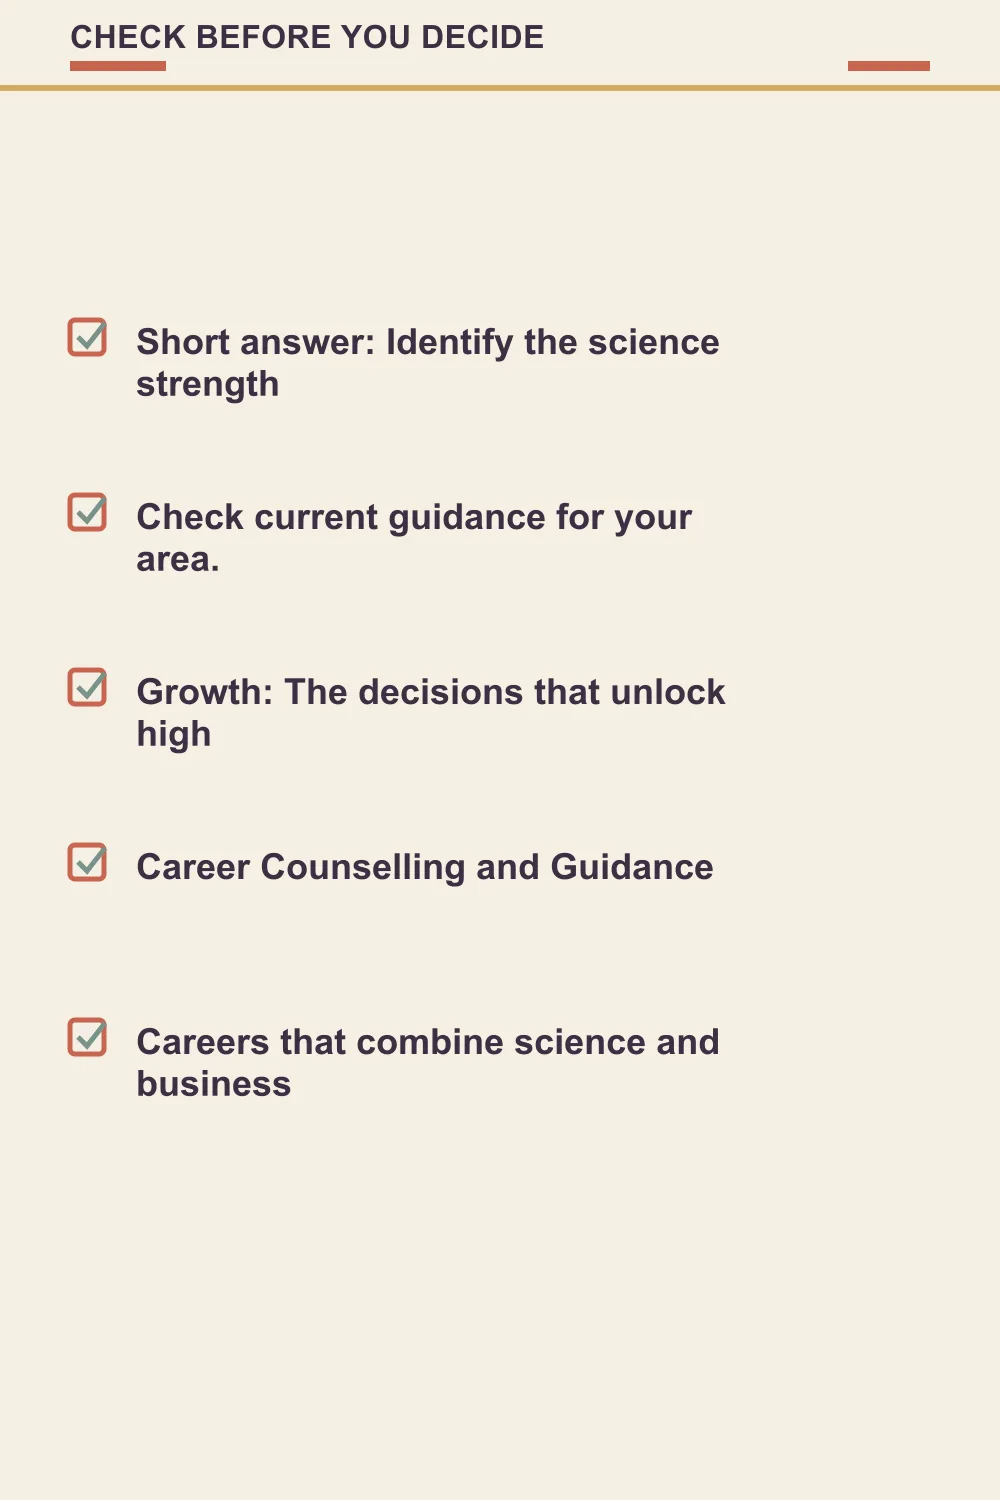 CHECK BEFORE YOU DECIDE
Short answer: Identify the science
strength
Check current guidance for your
area.
Growth: The decisions that unlock
high
Career Counselling and Guidance
Careers that combine science and
business